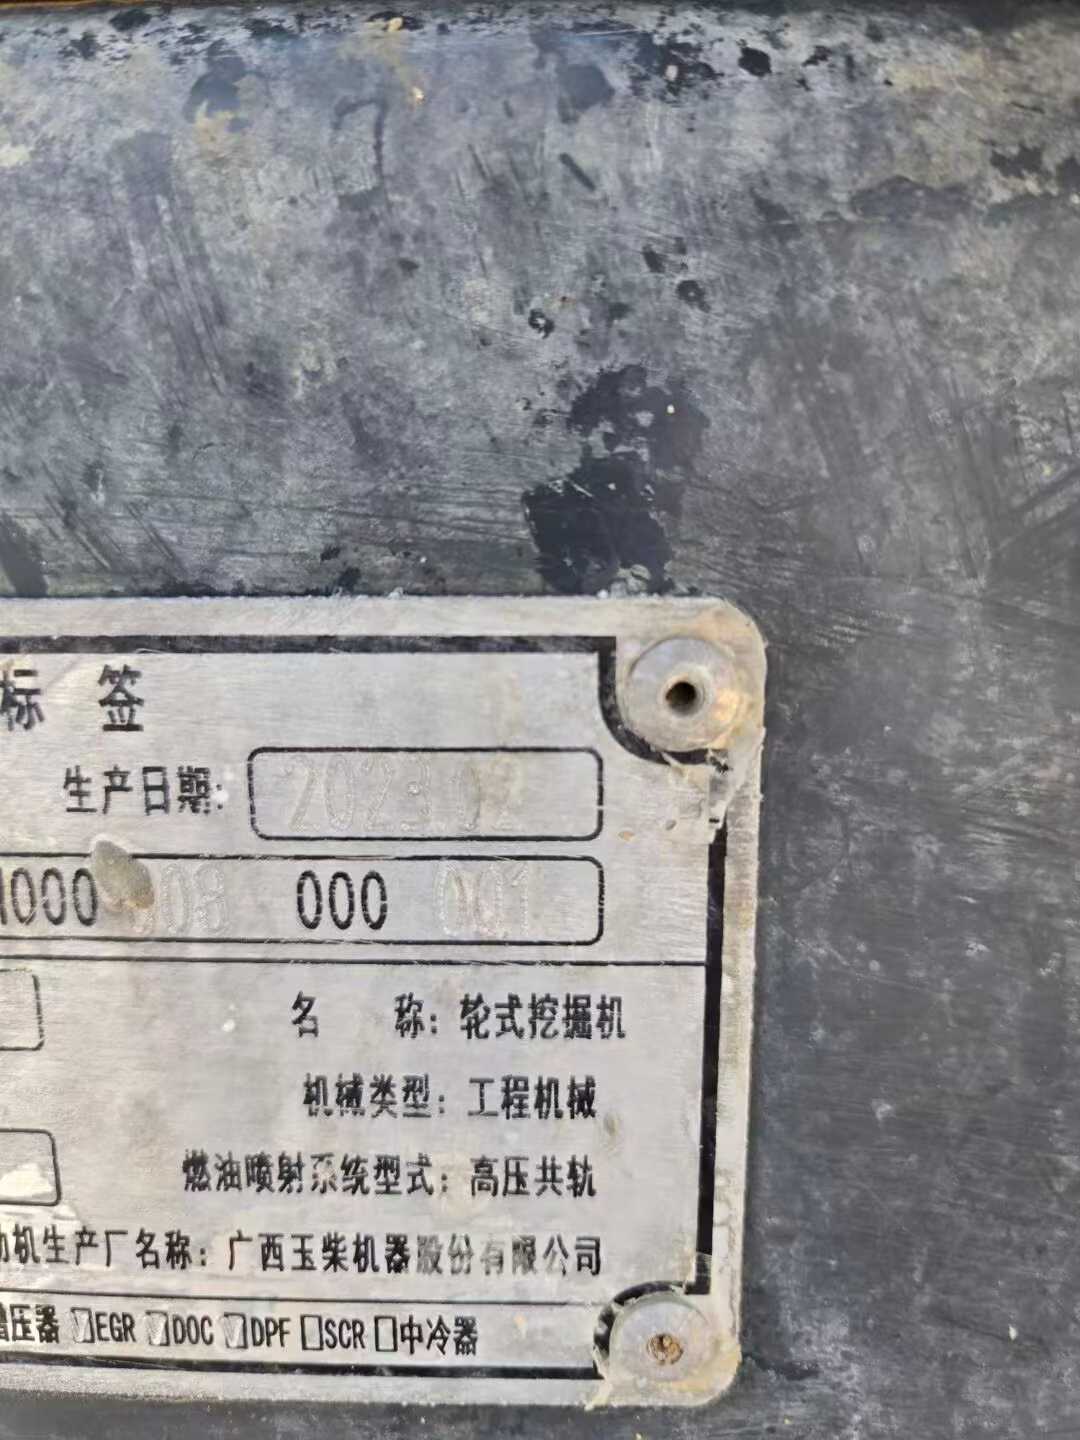 标 签
生产日期: 2023.02
1000 808 000 001
名 称: 轮式挖掘机
机械类型: 工程机械
燃油喷射系统型式: 高压共轨
动机生产厂名称: 广西玉柴机器股份有限公司
增压器 ☑EGR ☑DOC ☑DPF □SCR □中冷器